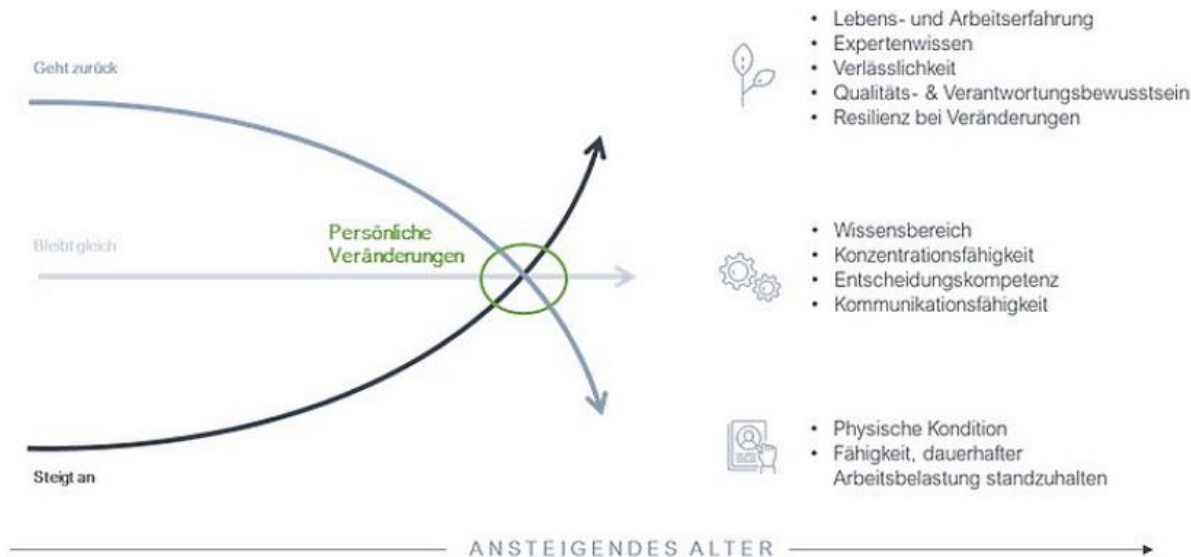 Geht zurück
Bleibt gleich
Persönliche
Veränderungen
Steigt an
• Lebens- und Arbeitserfahrung
• Expertenwissen
• Verlässlichkeit
• Qualitäts- & Verantwortungsbewusstsein
• Resilienz bei Veränderungen
• Wissensbereich
• Konzentrationsfähigkeit
• Entscheidungskompetenz
• Kommunikationsfähigkeit
• Physische Kondition
• Fähigkeit, dauerhafter
Arbeitsbelastung standzuhalten
ANSTEIGENDES ALTER